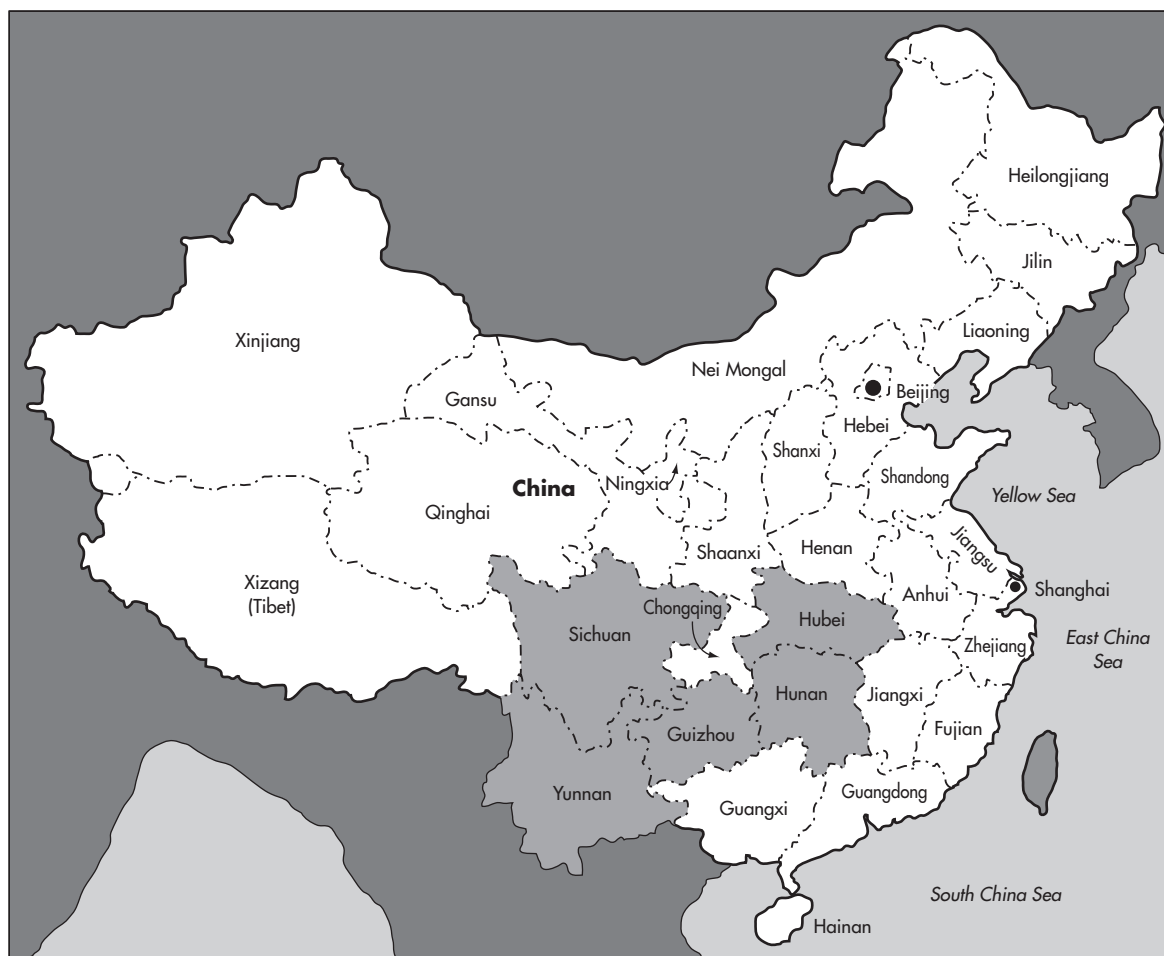 Heilongjiang
Jilin
Liaoning
Xinjiang
Nei Mongal
Gansu
Beijing
Hebei
Shanxi
Shandong
Ningxia
China
Qinghai
Yellow Sea
Jiangsu
Shaanxi
Henan
Xizang
(Tibet)
Anhui
Shanghai
Chongqing
Hubei
Sichuan
East China
Sea
Zhejiang
Hunan
Jiangxi
Guizhou
Fujian
Yunnan
Guangxi
Guangdong
South China Sea
Hainan